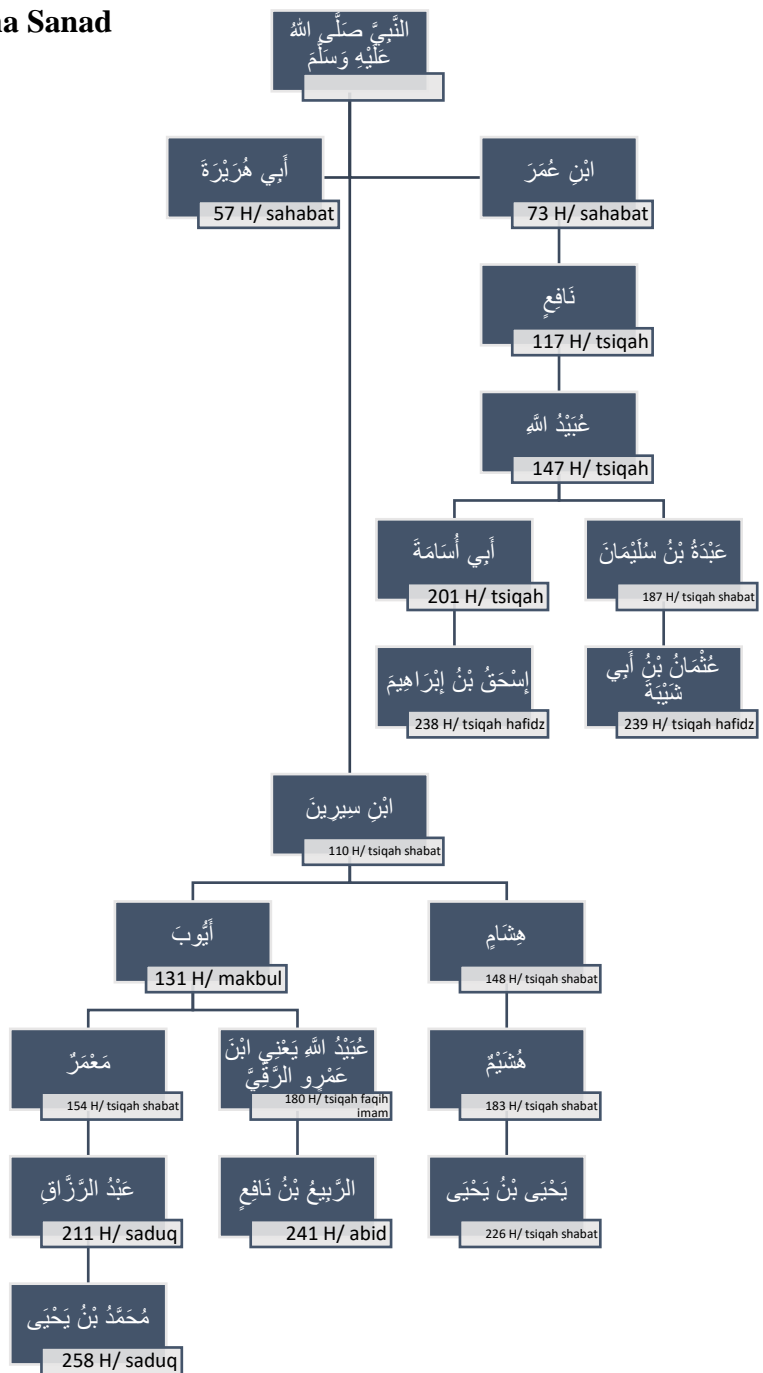 na Sanad
النَّبِيَّ صَلَّى اللهُ
عَلَيْهِ وَسَلَّمَ
أَبِي هُرَيْرَةَ
57 H/ sahabat
ابْنِ عُمَرَ
73 H/ sahabat
نَافِعٍ
117 H/ tsiqah
عُبَيْدُ اللَّهِ
147 H/ tsiqah
أَبِي أُسَامَةَ
201 H/ tsiqah
عَبْدَةُ بْنُ سُلَيْمَانَ
187 H/ tsiqah shabat
إِسْحَقُ بْنُ إِبْرَاهِيمَ
238 H/ tsiqah hafidz
عُثْمَانُ بْنُ أَبِي
شَيْبَةَ
239 H/ tsiqah hafidz
ابْنِ سِيرِينَ
110 H/ tsiqah shabat
أَيُّوبَ
131 H/ makbul
هِشَامٍ
148 H/ tsiqah shabat
مَعْمَرٌ
154 H/ tsiqah shabat
عُبَيْدُ اللَّهِ يَعْنِي ابْنَ
عَمْرٍو الرَّقِّيَّ
180 H/ tsiqah faqih
imam
هُشَيْمٌ
183 H/ tsiqah shabat
عَبْدُ الرَّزَّاقِ
211 H/ saduq
الرَّبِيعُ بْنُ نَافِعٍ
241 H/ abid
يَحْيَى بْنُ يَحْيَى
226 H/ tsiqah shabat
مُحَمَّدُ بْنُ يَحْيَى
258 H/ saduq